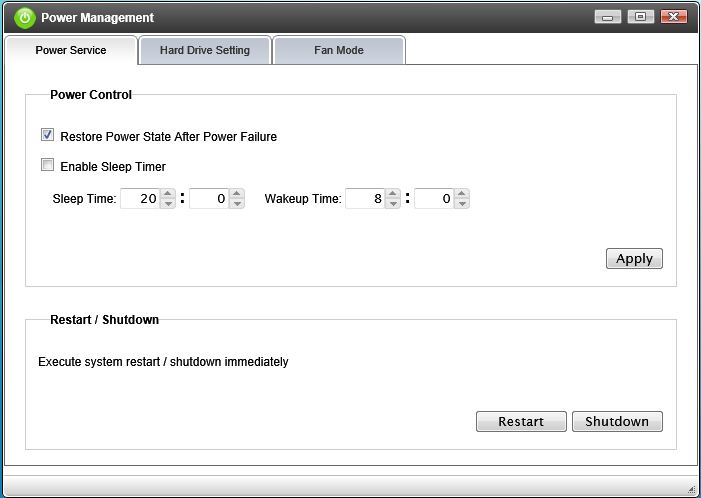 Power Management
Power Service Hard Drive Setting Fan Mode
Power Control
Restore Power State After Power Failure
Enable Sleep Timer
Sleep Time: 20 : 0 Wakeup Time: 8 : 0
Apply
Restart / Shutdown
Execute system restart / shutdown immediately
Restart Shutdown